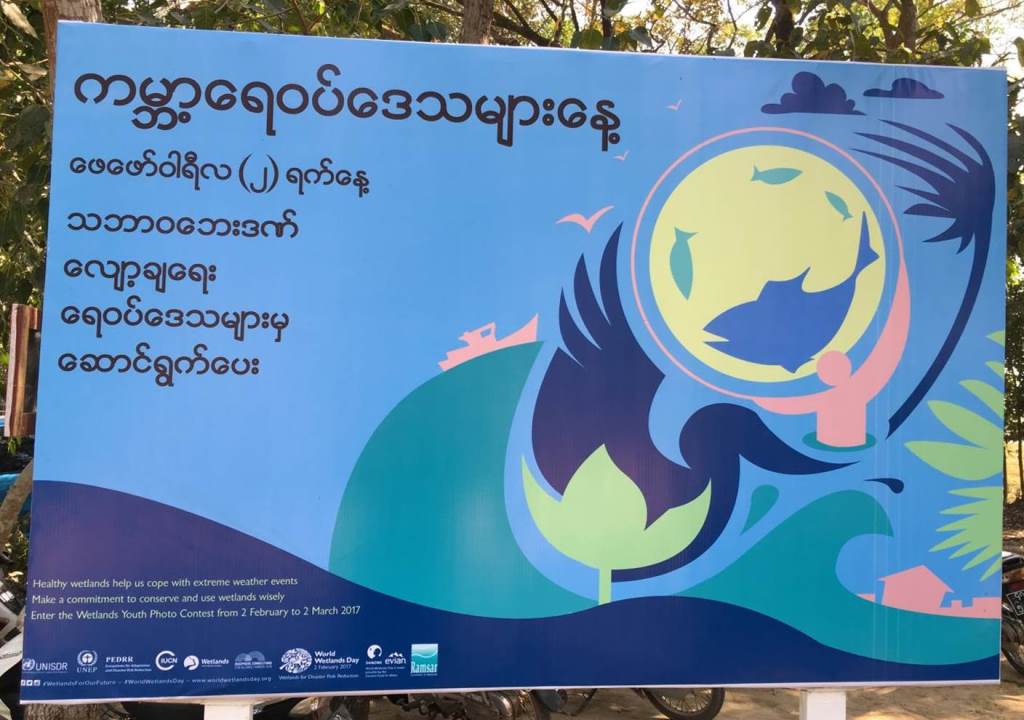 ကမ္ဘာ့ရေဝပ်ဒေသများနေ့
ဖေဖော်ဝါရီလ (၂) ရက်နေ့
သဘာဝဘေးဒဏ်
လျော့ချရေး
ရေဝပ်ဒေသများမှ
ဆောင်ရွက်ပေး
Healthy wetlands help us cope with extreme weather events
Make a commitment to conserve and use wetlands wisely
Enter the Wetlands Youth Photo Contest from 2 February to 2 March 2017
UNISDR UNEP PEDRR IUCN Wetlands World Wetlands Day 2 February 2017 DANONE evian Ramsar
Wetlands for Disaster Risk Reduction
#WetlandsForOurFuture – #WorldWetlandsDay – www.worldwetlandsday.org